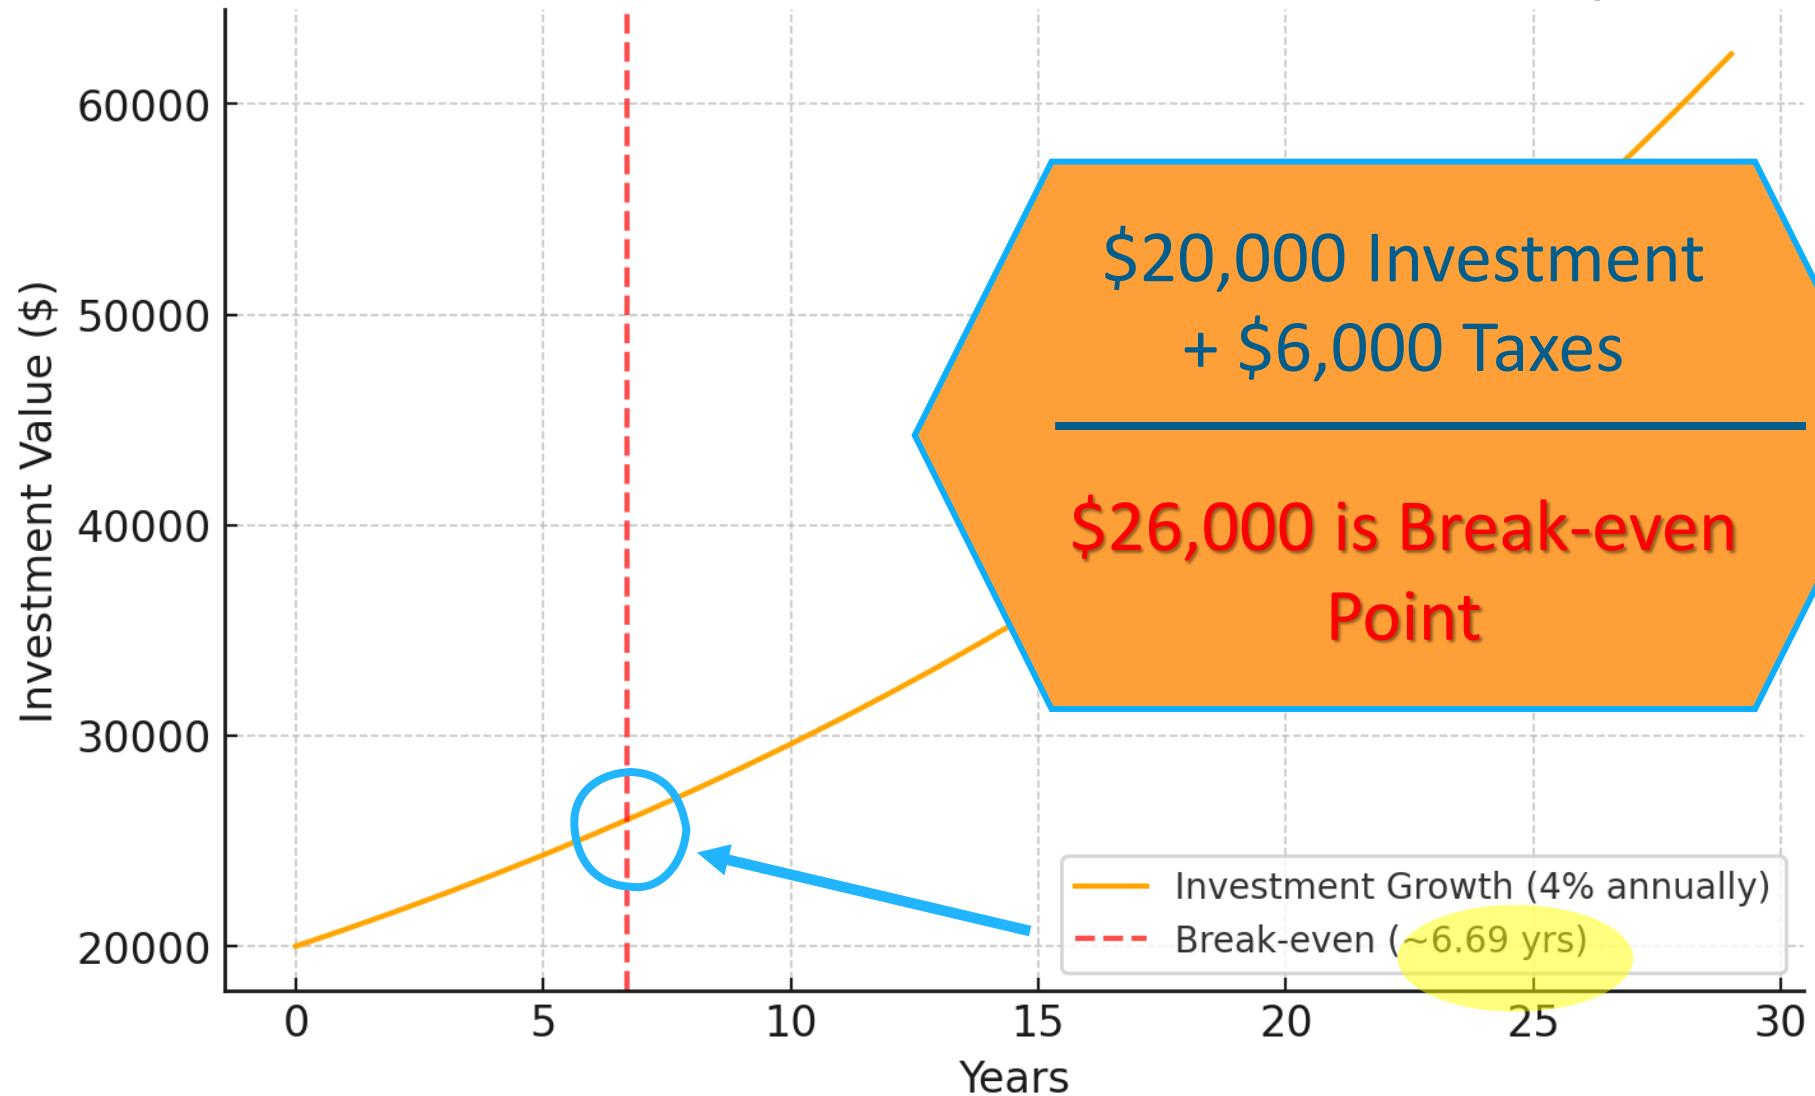 60000
50000
40000
30000
20000
Investment Value ($)
$20,000 Investment
+ $6,000 Taxes
$26,000 is Break-even
Point
Investment Growth (4% annually)
Break-even (~6.69 yrs)
0 5 10 15 20 25 30
Years